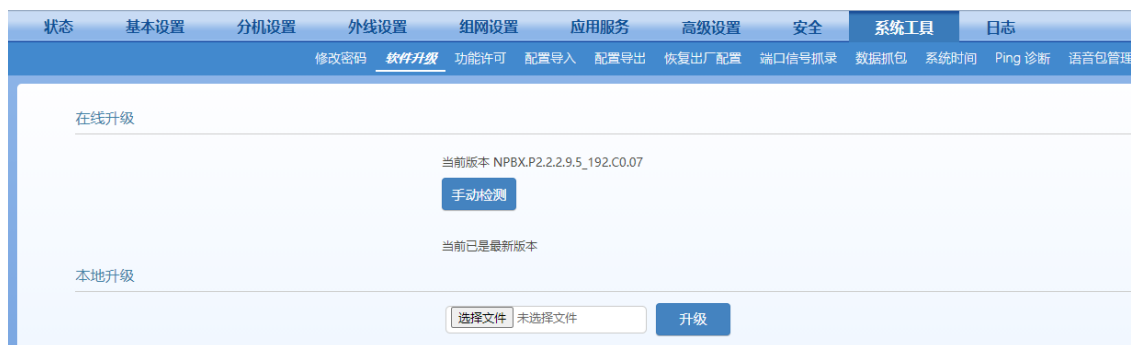 状态 基本设置 分机设置 外线设置 组网设置 应用服务 高级设置 安全 系统工具 日志
修改密码 软件升级 功能许可 配置导入 配置导出 恢复出厂配置 端口信号抓录 数据抓包 系统时间 Ping 诊断 语音包管理
在线升级
当前版本 NPBX.P2.2.2.9.5_192.C0.07
手动检测
当前已是最新版本
本地升级
选择文件 未选择文件 升级